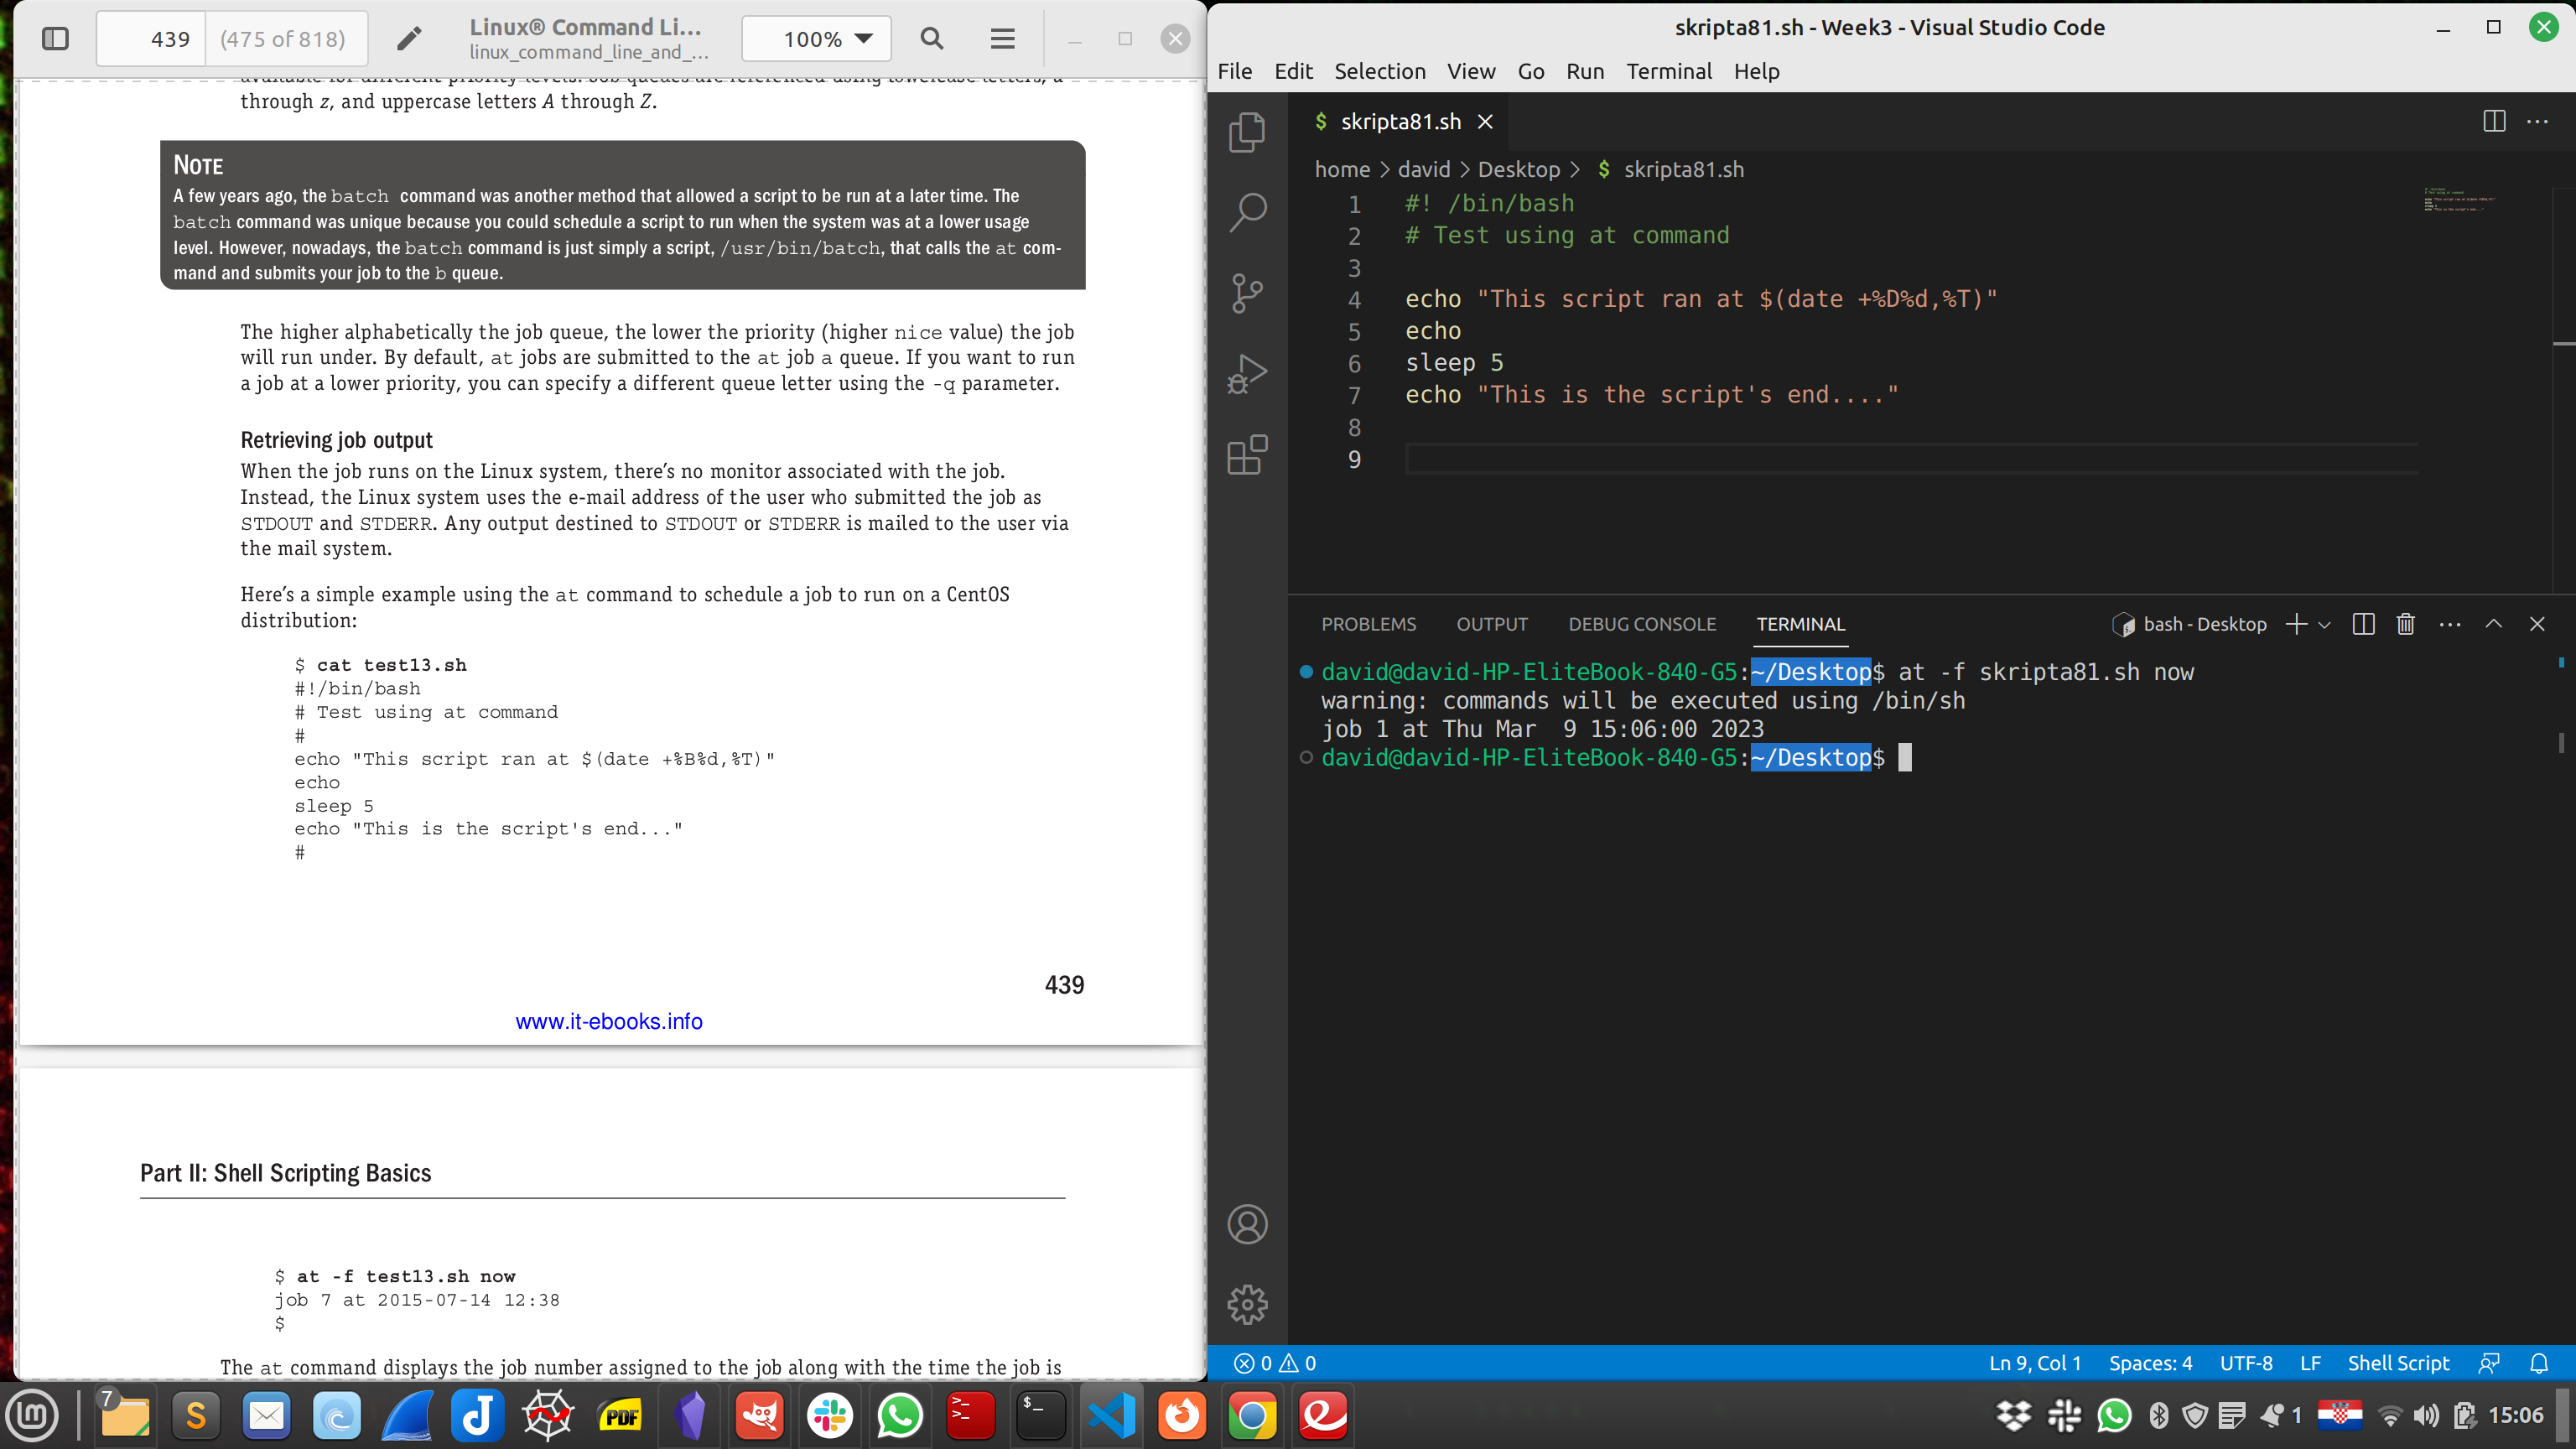 439
(475 of 818)
Linux® Command Li...
linux_command_line_and_...
100%
through z, and uppercase letters A through Z.
NOTE
A few years ago, the batch command was another method that allowed a script to be run at a later time. The
batch command was unique because you could schedule a script to run when the system was at a lower usage
level. However, nowadays, the batch command is just simply a script, /usr/bin/batch, that calls the at com-
mand and submits your job to the b queue.
The higher alphabetically the job queue, the lower the priority (higher nice value) the job
will run under. By default, at jobs are submitted to the at job a queue. If you want to run
a job at a lower priority, you can specify a different queue letter using the -q parameter.
Retrieving job output
When the job runs on the Linux system, there's no monitor associated with the job.
Instead, the Linux system uses the e-mail address of the user who submitted the job as
STDOUT and STDERR. Any output destined to STDOUT or STDERR is mailed to the user via
the mail system.
Here's a simple example using the at command to schedule a job to run on a CentOS
distribution:
$ cat test13.sh
#!/bin/bash
# Test using at command
#
echo "This script ran at $(date +%B%d,%T)"
echo
sleep 5
echo "This is the script's end..."
#
439
www.it-ebooks.info
Part II: Shell Scripting Basics
$ at -f test13.sh now
job 7 at 2015-07-14 12:38
$
The at command displays the job number assigned to the job along with the time the job is
skripta81.sh - Week3 - Visual Studio Code
File Edit Selection View Go Run Terminal Help
$ skripta81.sh
home > david > Desktop > $ skripta81.sh
1 #! /bin/bash
2 # Test using at command
3
4 echo "This script ran at $(date +%D%d,%T)"
5 echo
6 sleep 5
7 echo "This is the script's end...."
8
9
PROBLEMS OUTPUT DEBUG CONSOLE TERMINAL bash - Desktop
david@david-HP-EliteBook-840-G5:~/Desktop$ at -f skripta81.sh now
warning: commands will be executed using /bin/sh
job 1 at Thu Mar  9 15:06:00 2023
david@david-HP-EliteBook-840-G5:~/Desktop$
0 0 Ln 9, Col 1 Spaces: 4 UTF-8 LF Shell Script
7
S
J
PDF
1
15:06